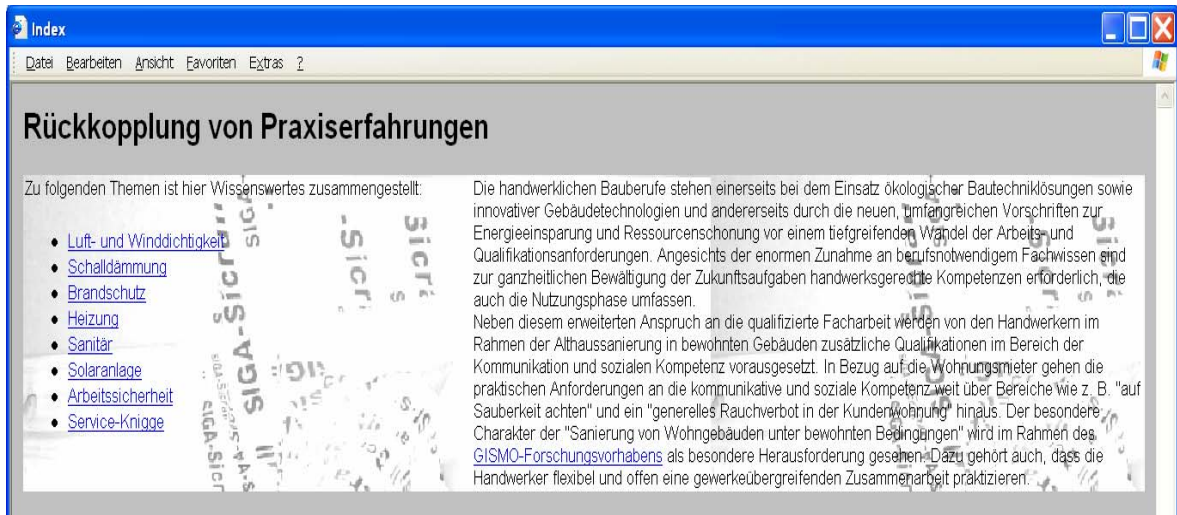 Index
Datei Bearbeiten Ansicht Favoriten Extras ?
Rückkopplung von Praxiserfahrungen
Zu folgenden Themen ist hier Wissenswertes zusammengestellt:
Luft- und Winddichtigkeit
Schalldämmung
Brandschutz
Heizung
Sanitär
Solaranlage
Arbeitssicherheit
Service-Knigge
Die handwerklichen Bauberufe stehen einerseits bei dem Einsatz ökologischer Bautechniklösungen sowie
innovativer Gebäudetechnologien und andererseits durch die neuen, umfangreichen Vorschriften zur
Energieeinsparung und Ressourcenschonung vor einem tiefgreifenden Wandel der Arbeits- und
Qualifikationsanforderungen. Angesichts der enormen Zunahme an berufsnotwendigem Fachwissen sind
zur ganzheitlichen Bewältigung der Zukunftsaufgaben handwerksgerechte Kompetenzen erforderlich, die
auch die Nutzungsphase umfassen.
Neben diesem erweiterten Anspruch an die qualifizierte Facharbeit werden von den Handwerkern im
Rahmen der Althaussanierung in bewohnten Gebäuden zusätzliche Qualifikationen im Bereich der
Kommunikation und sozialen Kompetenz vorausgesetzt. In Bezug auf die Wohnungsmieter gehen die
praktischen Anforderungen an die kommunikative und soziale Kompetenz weit über Bereiche wie z. B. "auf
Sauberkeit achten" und ein "generelles Rauchverbot in der Kundenwohnung" hinaus. Der besondere
Charakter der "Sanierung von Wohngebäuden unter bewohnten Bedingungen" wird im Rahmen des
GISMO-Forschungsvorhabens als besondere Herausforderung gesehen. Dazu gehört auch, dass die
Handwerker flexibel und offen eine gewerkeübergreifenden Zusammenarbeit praktizieren.
SIGA-Sicr